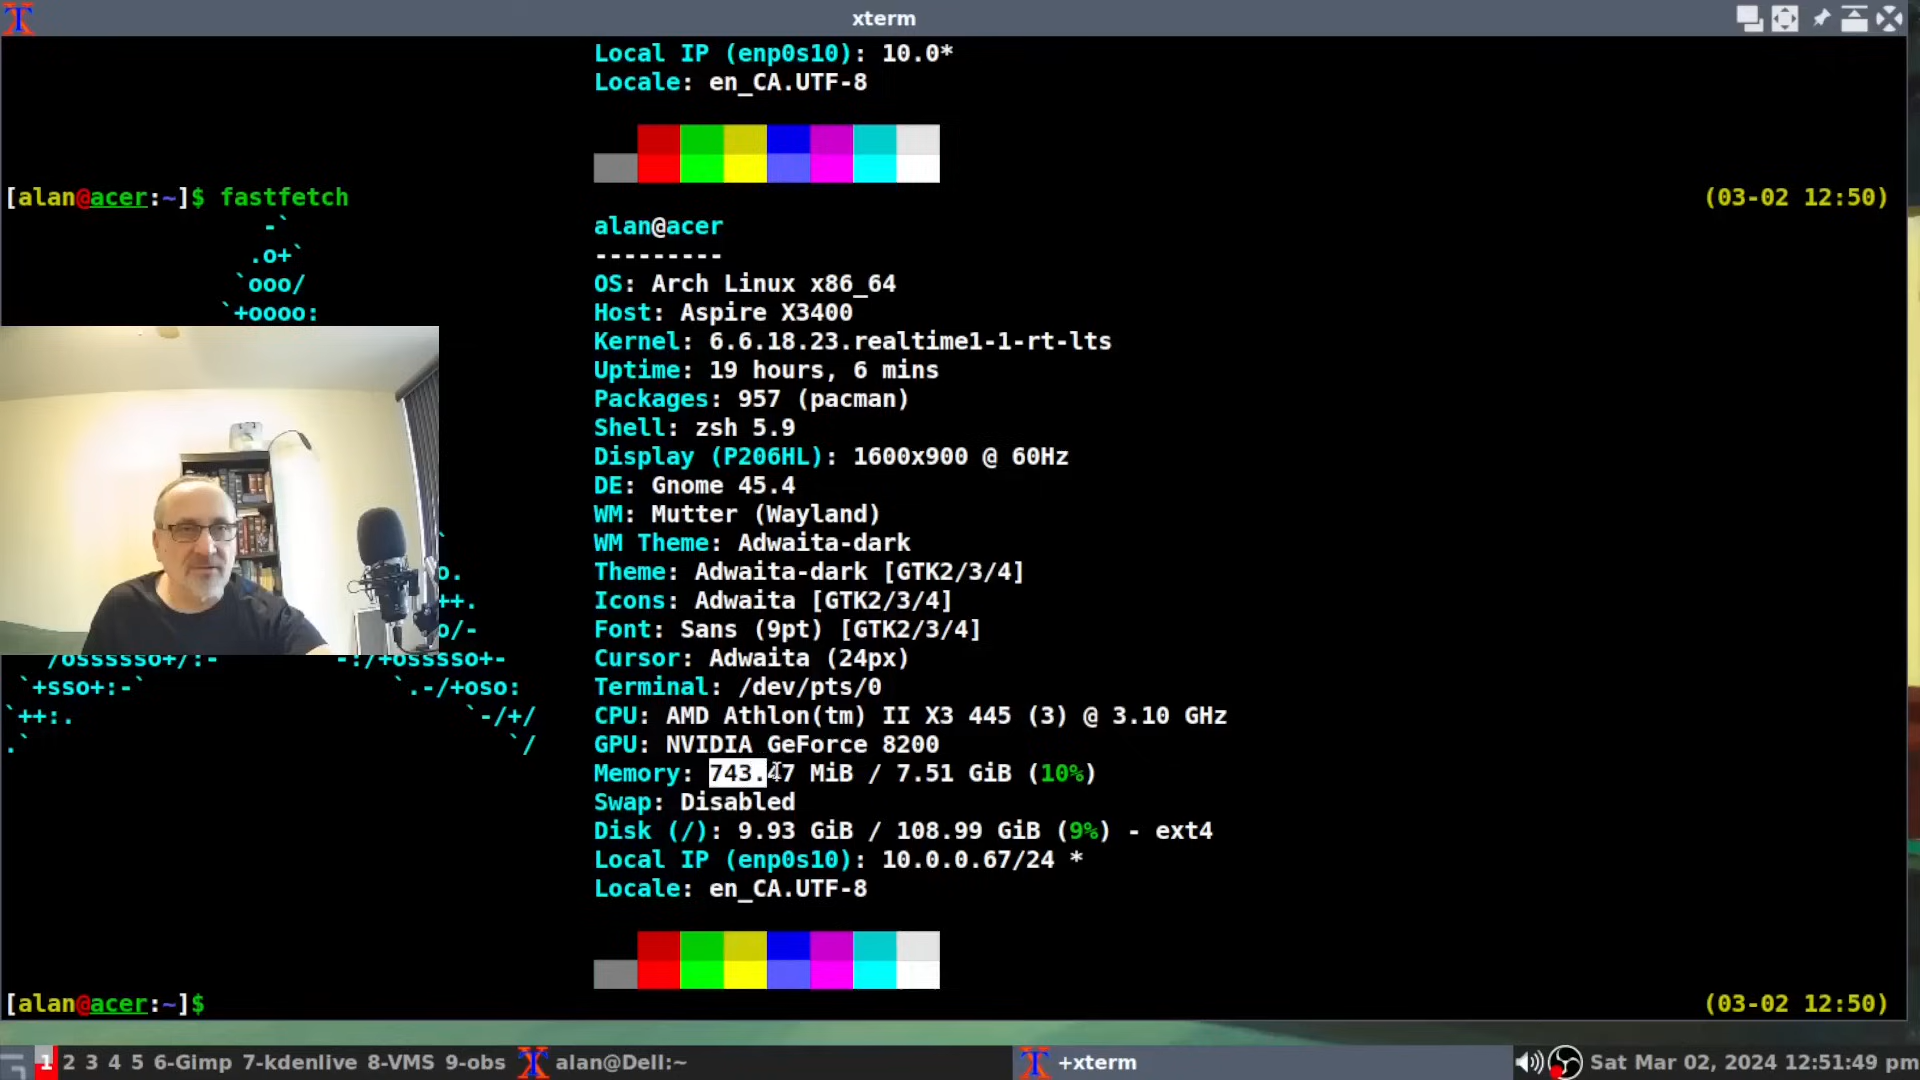 xterm
Local IP (enp0s10): 10.0*
Locale: en_CA.UTF-8
[alan@acer:~]$ fastfetch (03-02 12:50)
-`
.o+`
`ooo/
`+oooo:
alan@acer
---------
OS: Arch Linux x86_64
Host: Aspire X3400
Kernel: 6.6.18.23.realtime1-1-rt-lts
Uptime: 19 hours, 6 mins
Packages: 957 (pacman)
Shell: zsh 5.9
Display (P206HL): 1600x900 @ 60Hz
DE: Gnome 45.4
WM: Mutter (Wayland)
WM Theme: Adwaita-dark
Theme: Adwaita-dark [GTK2/3/4]
Icons: Adwaita [GTK2/3/4]
Font: Sans (9pt) [GTK2/3/4]
Cursor: Adwaita (24px)
Terminal: /dev/pts/0
CPU: AMD Athlon(tm) II X3 445 (3) @ 3.10 GHz
GPU: NVIDIA GeForce 8200
Memory: 743.47 MiB / 7.51 GiB (10%)
Swap: Disabled
Disk (/): 9.93 GiB / 108.99 GiB (9%) - ext4
Local IP (enp0s10): 10.0.0.67/24 *
Locale: en_CA.UTF-8
`
o.
++.
o/-
/ossssso+/:- -:/+osssso+-
`+sso+:-` `.-/+oso:
`++:. `-/+/
.` `/
[alan@acer:~]$ (03-02 12:50)
1 2 3 4 5 6-Gimp 7-kdenlive 8-VMS 9-obs alan@Dell:~ +xterm Sat Mar 02, 2024 12:51:49 pm